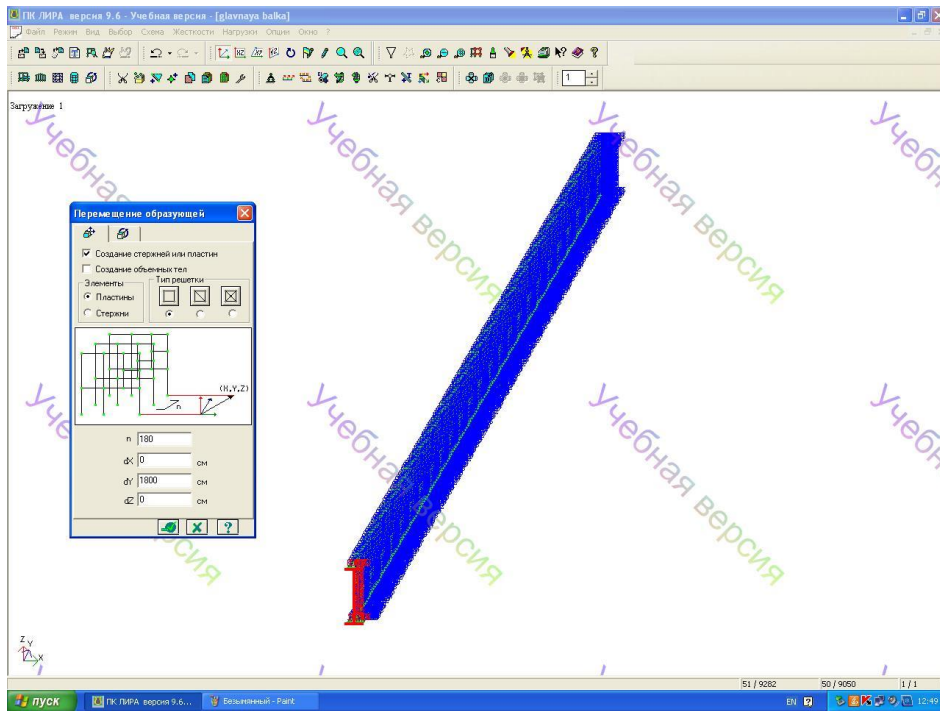 ПК ЛИРА версия 9.6 - Учебная версия - [glavnaya balka]
Файл Режим Вид Выбор Схема Жесткости Нагрузки Опции Окно ?
1
Загружение 1
Учебная версия
Учебная версия
Учебная версия
Перемещение образующей
Создание стержней или пластин
Создание объемных тел
Элементы
Тип решетки
Пластины
Стержни
(X,Y,Z)
n
n 180
dX 0 см
dY 1800 см
dZ 0 см
?
Учебная версия
Учебная версия
Учебная версия
Z
Y
X
51 / 9282 50 / 9050 1 / 1
пуск
ПК ЛИРА версия 9.6...
Безымянный - Paint
EN
12:49